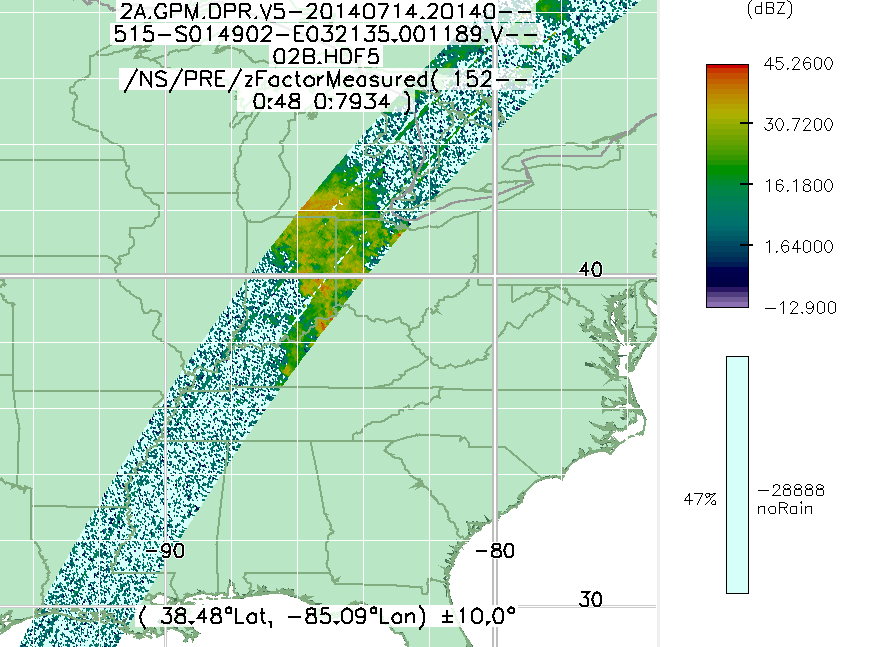 2A.GPM.DPR.V5-20140714.20140--
515-S014902-E032135.001189.V--
02B.HDF5
/NS/PRE/zFactorMeasured( 152--
0:48 0:7934 )
(dBZ)
45.2600
30.7200
16.1800
1.64000
-12.900
40
47%
-28888
noRain
-90
-80
30
( 38.48°Lat, -85.09°Lon) ±10.0°